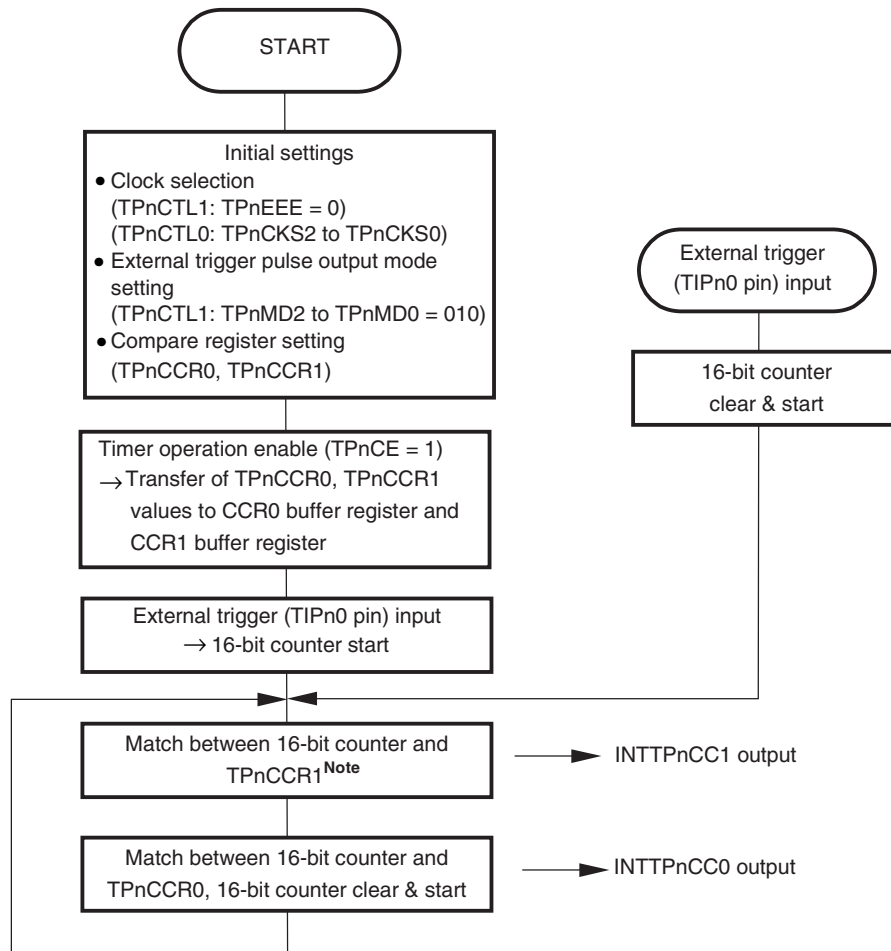 START
Initial settings
● Clock selection
(TPnCTL1: TPnEEE = 0)
(TPnCTL0: TPnCKS2 to TPnCKS0)
● External trigger pulse output mode
setting
(TPnCTL1: TPnMD2 to TPnMD0 = 010)
● Compare register setting
(TPnCCR0, TPnCCR1)
External trigger
(TIPn0 pin) input
16-bit counter
clear & start
Timer operation enable (TPnCE = 1)
→ Transfer of TPnCCR0, TPnCCR1
values to CCR0 buffer register and
CCR1 buffer register
External trigger (TIPn0 pin) input
→ 16-bit counter start
Match between 16-bit counter and
TPnCCR1Note
INTTPnCC1 output
Match between 16-bit counter and
TPnCCR0, 16-bit counter clear & start
INTTPnCC0 output